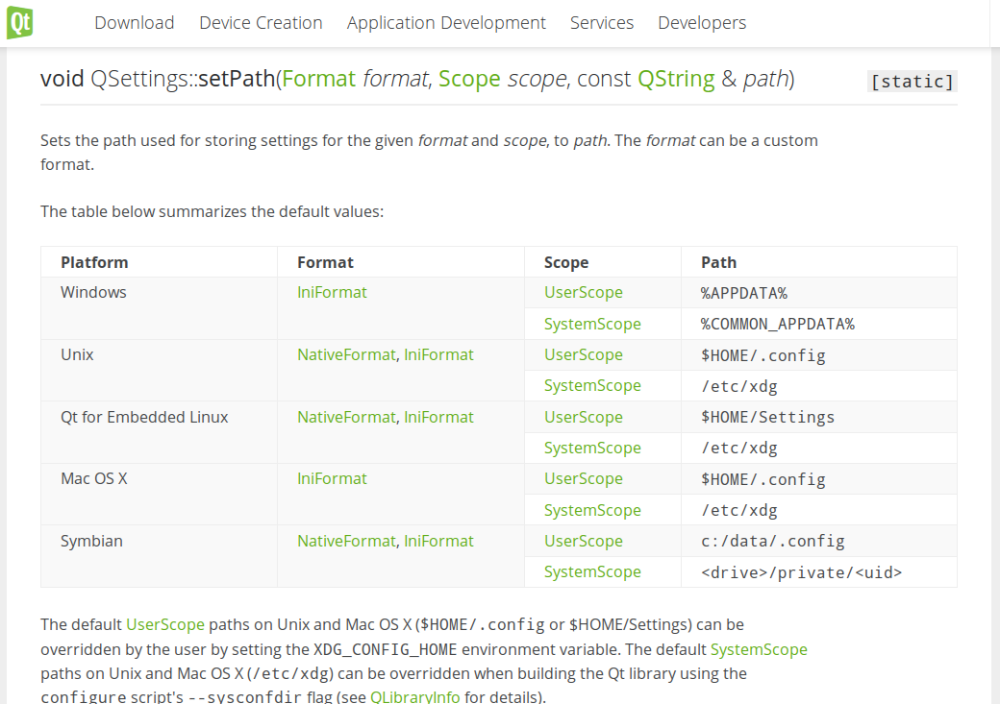 Qt Download Device Creation Application Development Services Developers
void QSettings::setPath(Format format, Scope scope, const QString & path) [static]
Sets the path used for storing settings for the given format and scope, to path. The format can be a custom
format.
The table below summarizes the default values:
Platform Format Scope Path
Windows IniFormat UserScope %APPDATA%
SystemScope %COMMON_APPDATA%
Unix NativeFormat, IniFormat UserScope $HOME/.config
SystemScope /etc/xdg
Qt for Embedded Linux NativeFormat, IniFormat UserScope $HOME/Settings
SystemScope /etc/xdg
Mac OS X IniFormat UserScope $HOME/.config
SystemScope /etc/xdg
Symbian NativeFormat, IniFormat UserScope c:/data/.config
SystemScope <drive>/private/<uid>
The default UserScope paths on Unix and Mac OS X ($HOME/.config or $HOME/Settings) can be
overridden by the user by setting the XDG_CONFIG_HOME environment variable. The default SystemScope
paths on Unix and Mac OS X (/etc/xdg) can be overridden when building the Qt library using the
configure script's --sysconfdir flag (see QLibraryInfo for details).